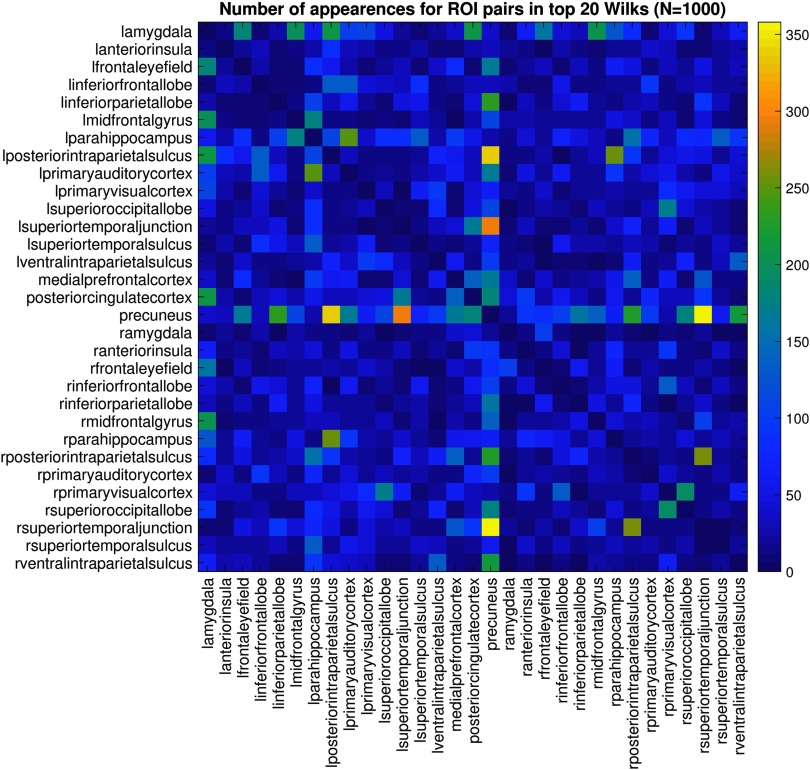 Number of appearences for ROI pairs in top 20 Wilks (N=1000)
lamygdala
lanteriorinsula
lfrontaleyefield
linferiorfrontallobe
linferiorparietallobe
lmidfrontalgyrus
lparahippocampus
lposteriorintraparietalsulcus
lprimaryauditorycortex
lprimaryvisualcortex
lsuperioroccipitallobe
lsuperiortemporaljunction
lsuperiortemporalsulcus
lventralintraparietalsulcus
medialprefrontalcortex
posteriorcingulatecortex
precuneus
ramygdala
ranteriorinsula
rfrontaleyefield
rinferiorfrontallobe
rinferiorparietallobe
rmidfrontalgyrus
rparahippocampus
rposteriorintraparietalsulcus
rprimaryauditorycortex
rprimaryvisualcortex
rsuperioroccipitallobe
rsuperiortemporaljunction
rsuperiortemporalsulcus
rventralintraparietalsulcus
350
300
250
200
150
100
50
0
lamygdala
lanteriorinsula
lfrontaleyefield
linferiorfrontallobe
linferiorparietallobe
lmidfrontalgyrus
lparahippocampus
lposteriorintraparietalsulcus
lprimaryauditorycortex
lprimaryvisualcortex
lsuperioroccipitallobe
lsuperiortemporaljunction
lsuperiortemporalsulcus
lventralintraparietalsulcus
medialprefrontalcortex
posteriorcingulatecortex
precuneus
ramygdala
ranteriorinsula
rfrontaleyefield
rinferiorfrontallobe
rinferiorparietallobe
rmidfrontalgyrus
rparahippocampus
rposteriorintraparietalsulcus
rprimaryauditorycortex
rprimaryvisualcortex
rsuperioroccipitallobe
rsuperiortemporaljunction
rsuperiortemporalsulcus
rventralintraparietalsulcus